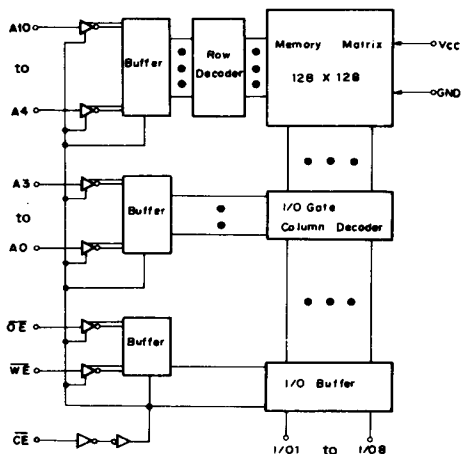 A10
to
A4
Buffer
Row
Decoder
Memory Matrix
128 X 128
Vcc
GND
A3
to
A0
Buffer
I/O Gate
Column Decoder
OE
WE
Buffer
I/O Buffer
CE
I/O1 to I/O8